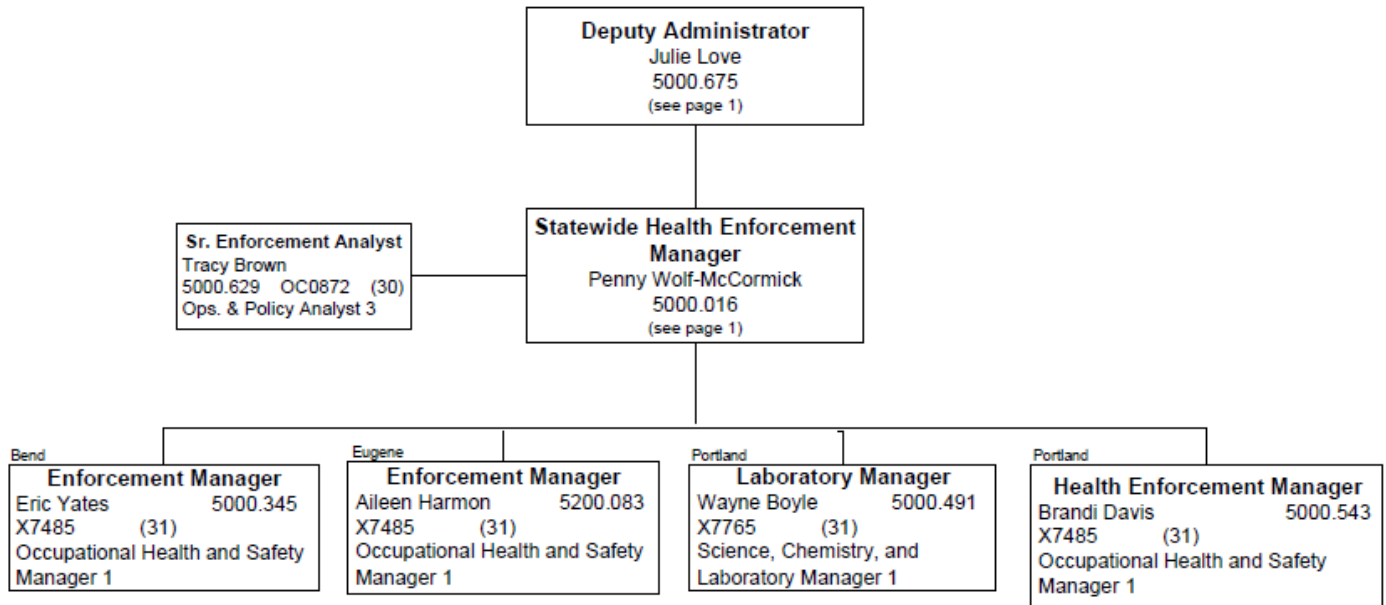 Deputy Administrator
Julie Love
5000.675
(see page 1)
Sr. Enforcement Analyst
Tracy Brown
5000.629 OC0872 (30)
Ops. & Policy Analyst 3
Statewide Health Enforcement
Manager
Penny Wolf-McCormick
5000.016
(see page 1)
Bend
Enforcement Manager
Eric Yates 5000.345
X7485 (31)
Occupational Health and Safety
Manager 1
Eugene
Enforcement Manager
Aileen Harmon 5200.083
X7485 (31)
Occupational Health and Safety
Manager 1
Portland
Laboratory Manager
Wayne Boyle 5000.491
X7765 (31)
Science, Chemistry, and
Laboratory Manager 1
Portland
Health Enforcement Manager
Brandi Davis 5000.543
X7485 (31)
Occupational Health and Safety
Manager 1